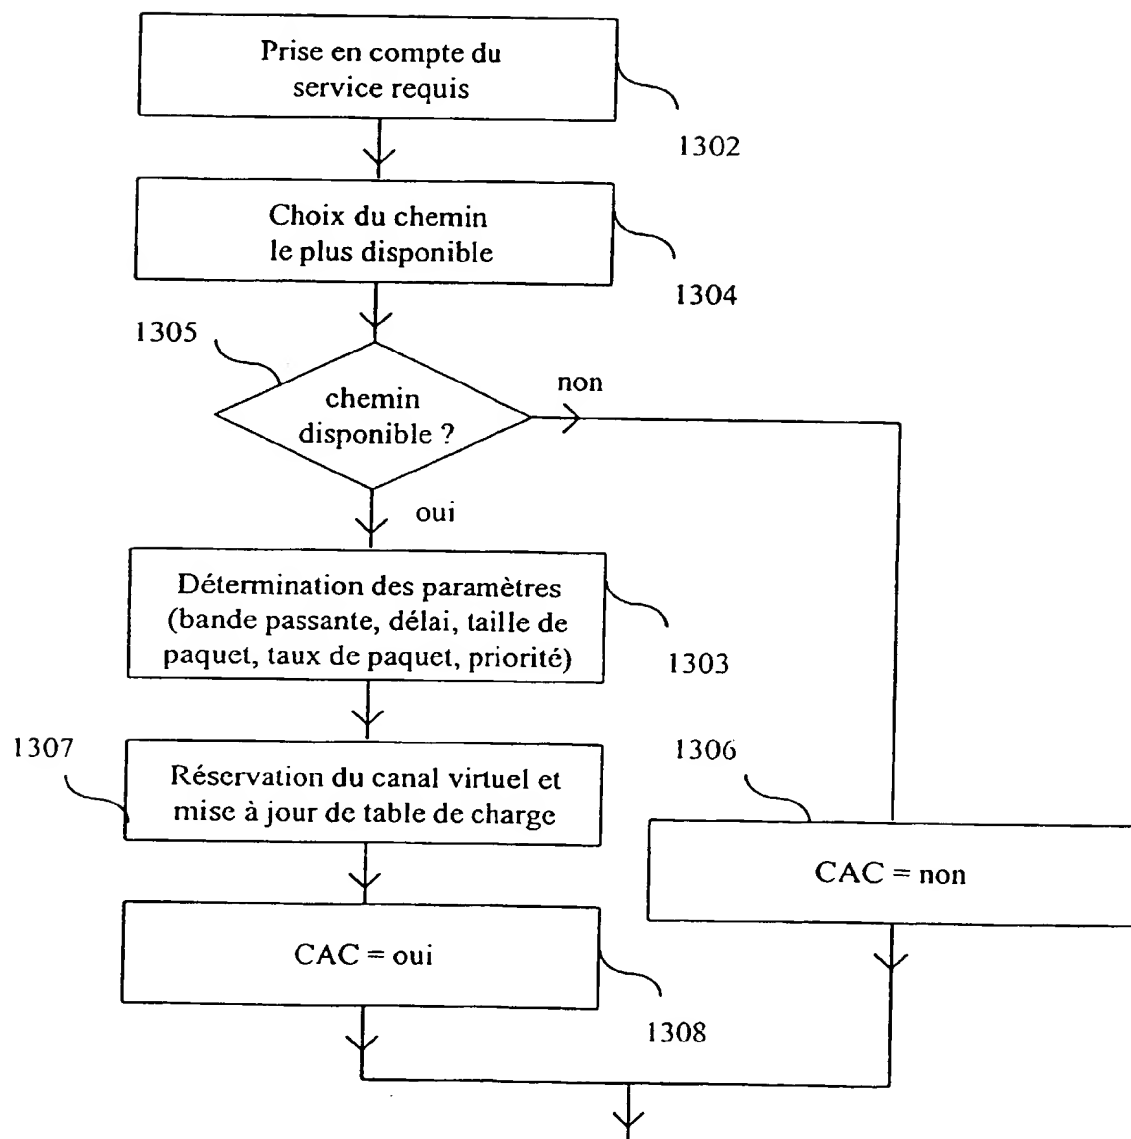 Prise en compte du
service requis
1302
Choix du chemin
le plus disponible
1304
1305
chemin
disponible ?
non
oui
Détermination des paramètres
(bande passante, délai, taille de
paquet, taux de paquet, priorité)
1303
1307
Réservation du canal virtuel et
mise à jour de table de charge
1306
CAC = non
CAC = oui
1308